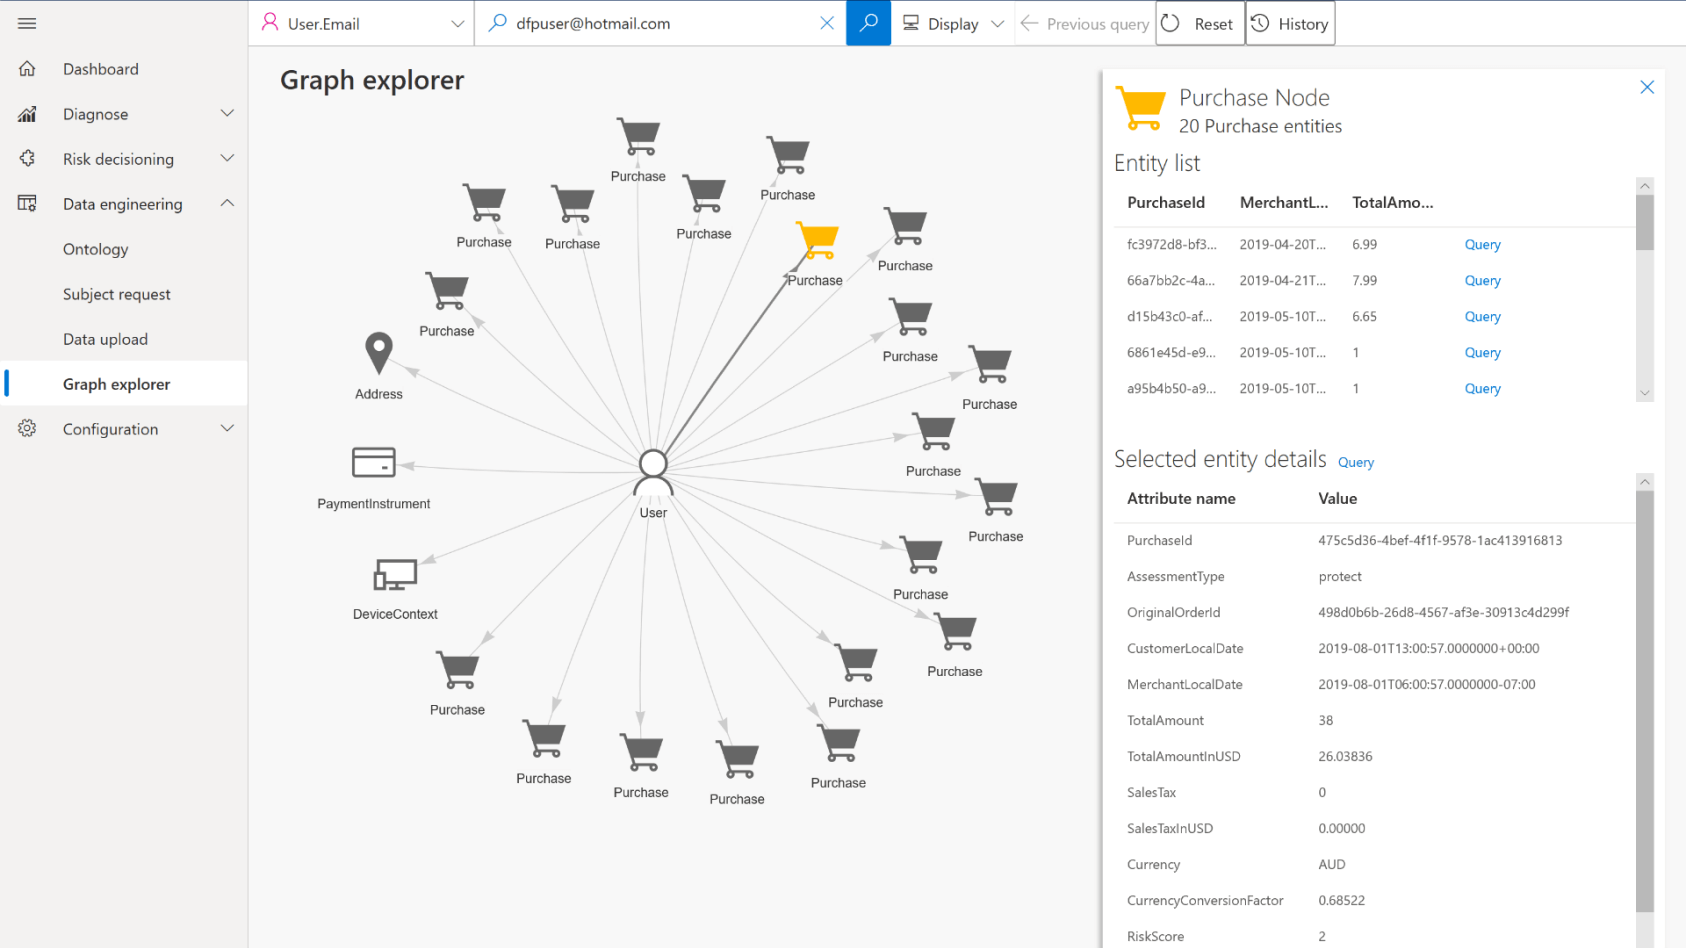 User.Email
dfpuser@hotmail.com
Display
Previous query
Reset
History
Dashboard
Diagnose
Risk decisioning
Data engineering
Ontology
Subject request
Data upload
Graph explorer
Configuration
Graph explorer
Purchase
Purchase
Purchase
Purchase
Purchase
Purchase
Purchase
Purchase
Purchase
Address
Purchase
Purchase
PaymentInstrument
User
Purchase
DeviceContext
Purchase
Purchase
Purchase
Purchase
Purchase
Purchase
Purchase
Purchase
Purchase
Purchase Node
20 Purchase entities
Entity list
PurchaseId MerchantL... TotalAmo...
fc3972d8-bf3... 2019-04-20T... 6.99 Query
66a7bb2c-4a... 2019-04-21T... 7.99 Query
d15b43c0-af... 2019-05-10T... 6.65 Query
6861e45d-e9... 2019-05-10T... 1 Query
a95b4b50-a9... 2019-05-10T... 1 Query
Selected entity details Query
Attribute name Value
PurchaseId 475c5d36-4bef-4f1f-9578-1ac413916813
AssessmentType protect
OriginalOrderId 498d0b6b-26d8-4567-af3e-30913c4d299f
CustomerLocalDate 2019-08-01T13:00:57.0000000+00:00
MerchantLocalDate 2019-08-01T06:00:57.0000000-07:00
TotalAmount 38
TotalAmountInUSD 26.03836
SalesTax 0
SalesTaxInUSD 0.00000
Currency AUD
CurrencyConversionFactor 0.68522
RiskScore 2